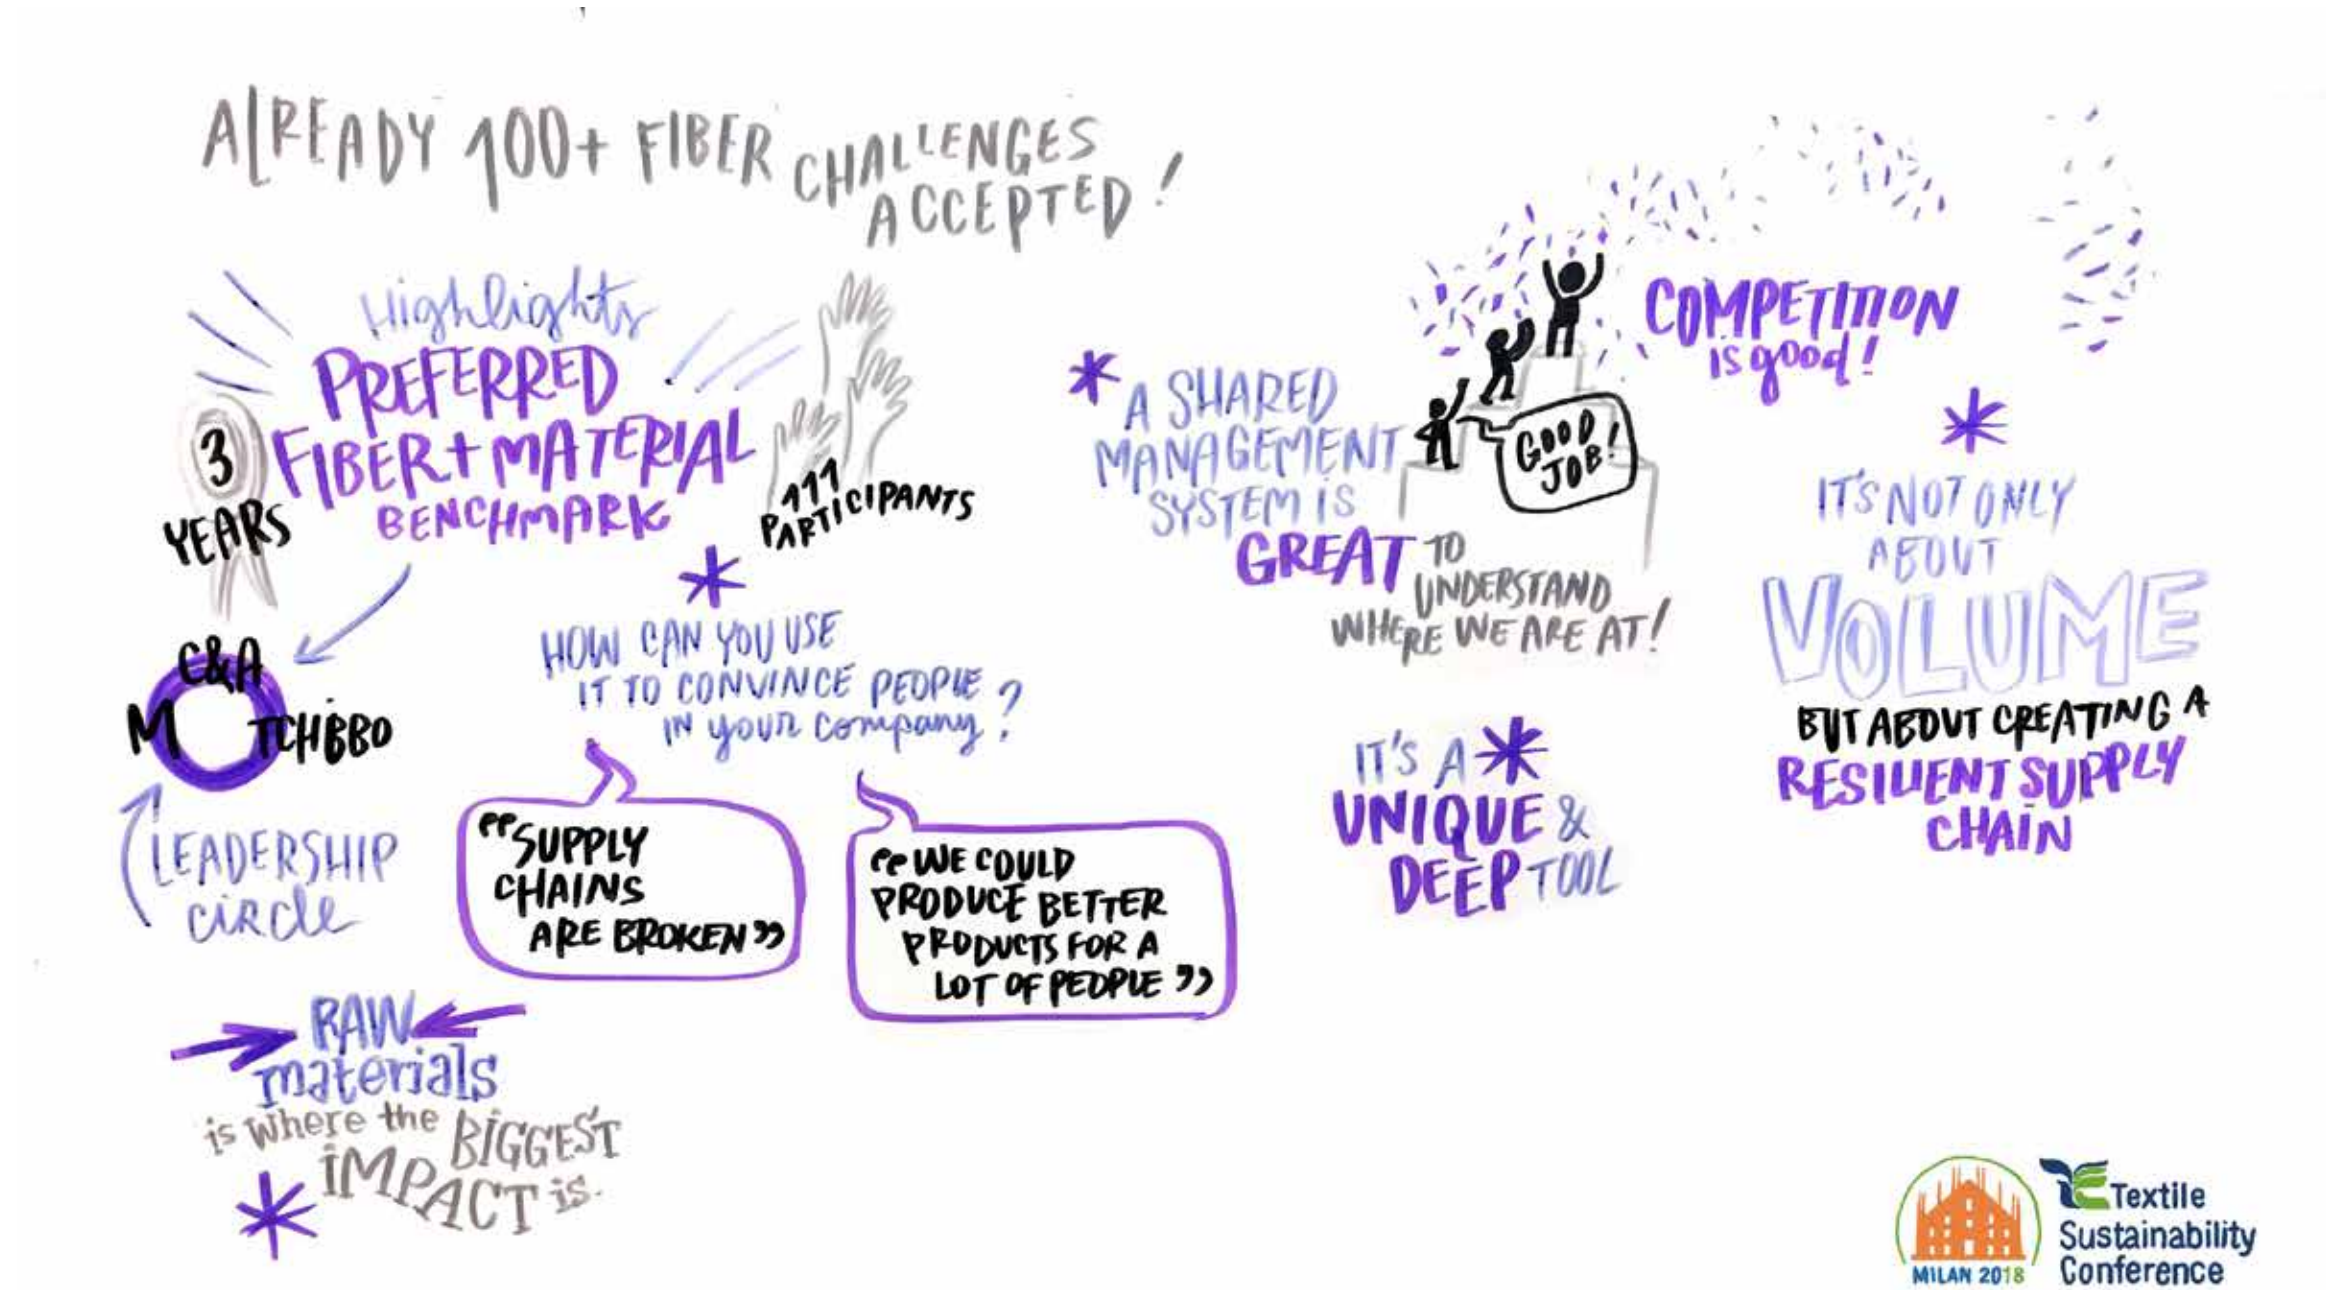 ALREADY 100+ FIBER CHALLENGES
ACCEPTED!
Highlights
PREFERRED
FIBER + MATERIAL
BENCHMARK
3
YEARS
111
PARTICIPANTS
C&A
M
TCHIBBO
LEADERSHIP
CIRCLE
HOW CAN YOU USE
IT TO CONVINCE PEOPLE
IN YOUR COMPANY?
"SUPPLY
CHAINS
ARE BROKEN"
"WE COULD
PRODUCE BETTER
PRODUCTS FOR A
LOT OF PEOPLE"
RAW
materials
is where the BIGGEST
IMPACT is.
A SHARED
MANAGEMENT
SYSTEM IS
GREAT TO
UNDERSTAND
WHERE WE ARE AT!
GOOD
JOB!
COMPETITION
is good!
IT'S A
UNIQUE &
DEEP TOOL
IT'S NOT ONLY
ABOUT
VOLUME
BUT ABOUT CREATING A
RESILIENT SUPPLY
CHAIN
MILAN 2018
Textile
Sustainability
Conference